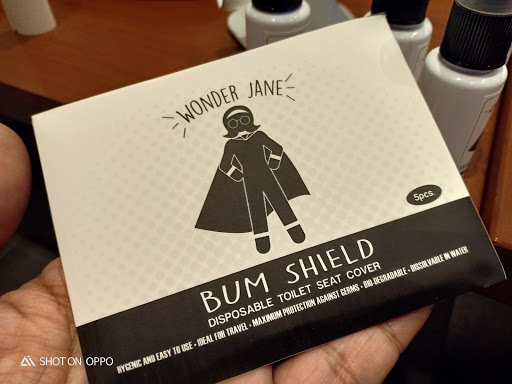 WONDER JANE
5pcs.
BUM SHIELD
DISPOSABLE TOILET SEAT COVER
HYGENIC AND EASY TO USE • IDEAL FOR TRAVEL • MAXIMUM PROTECTION AGAINST GERMS • BIO-DEGRADABLE • DISSOLVABLE IN WATER
SHOT ON OPPO